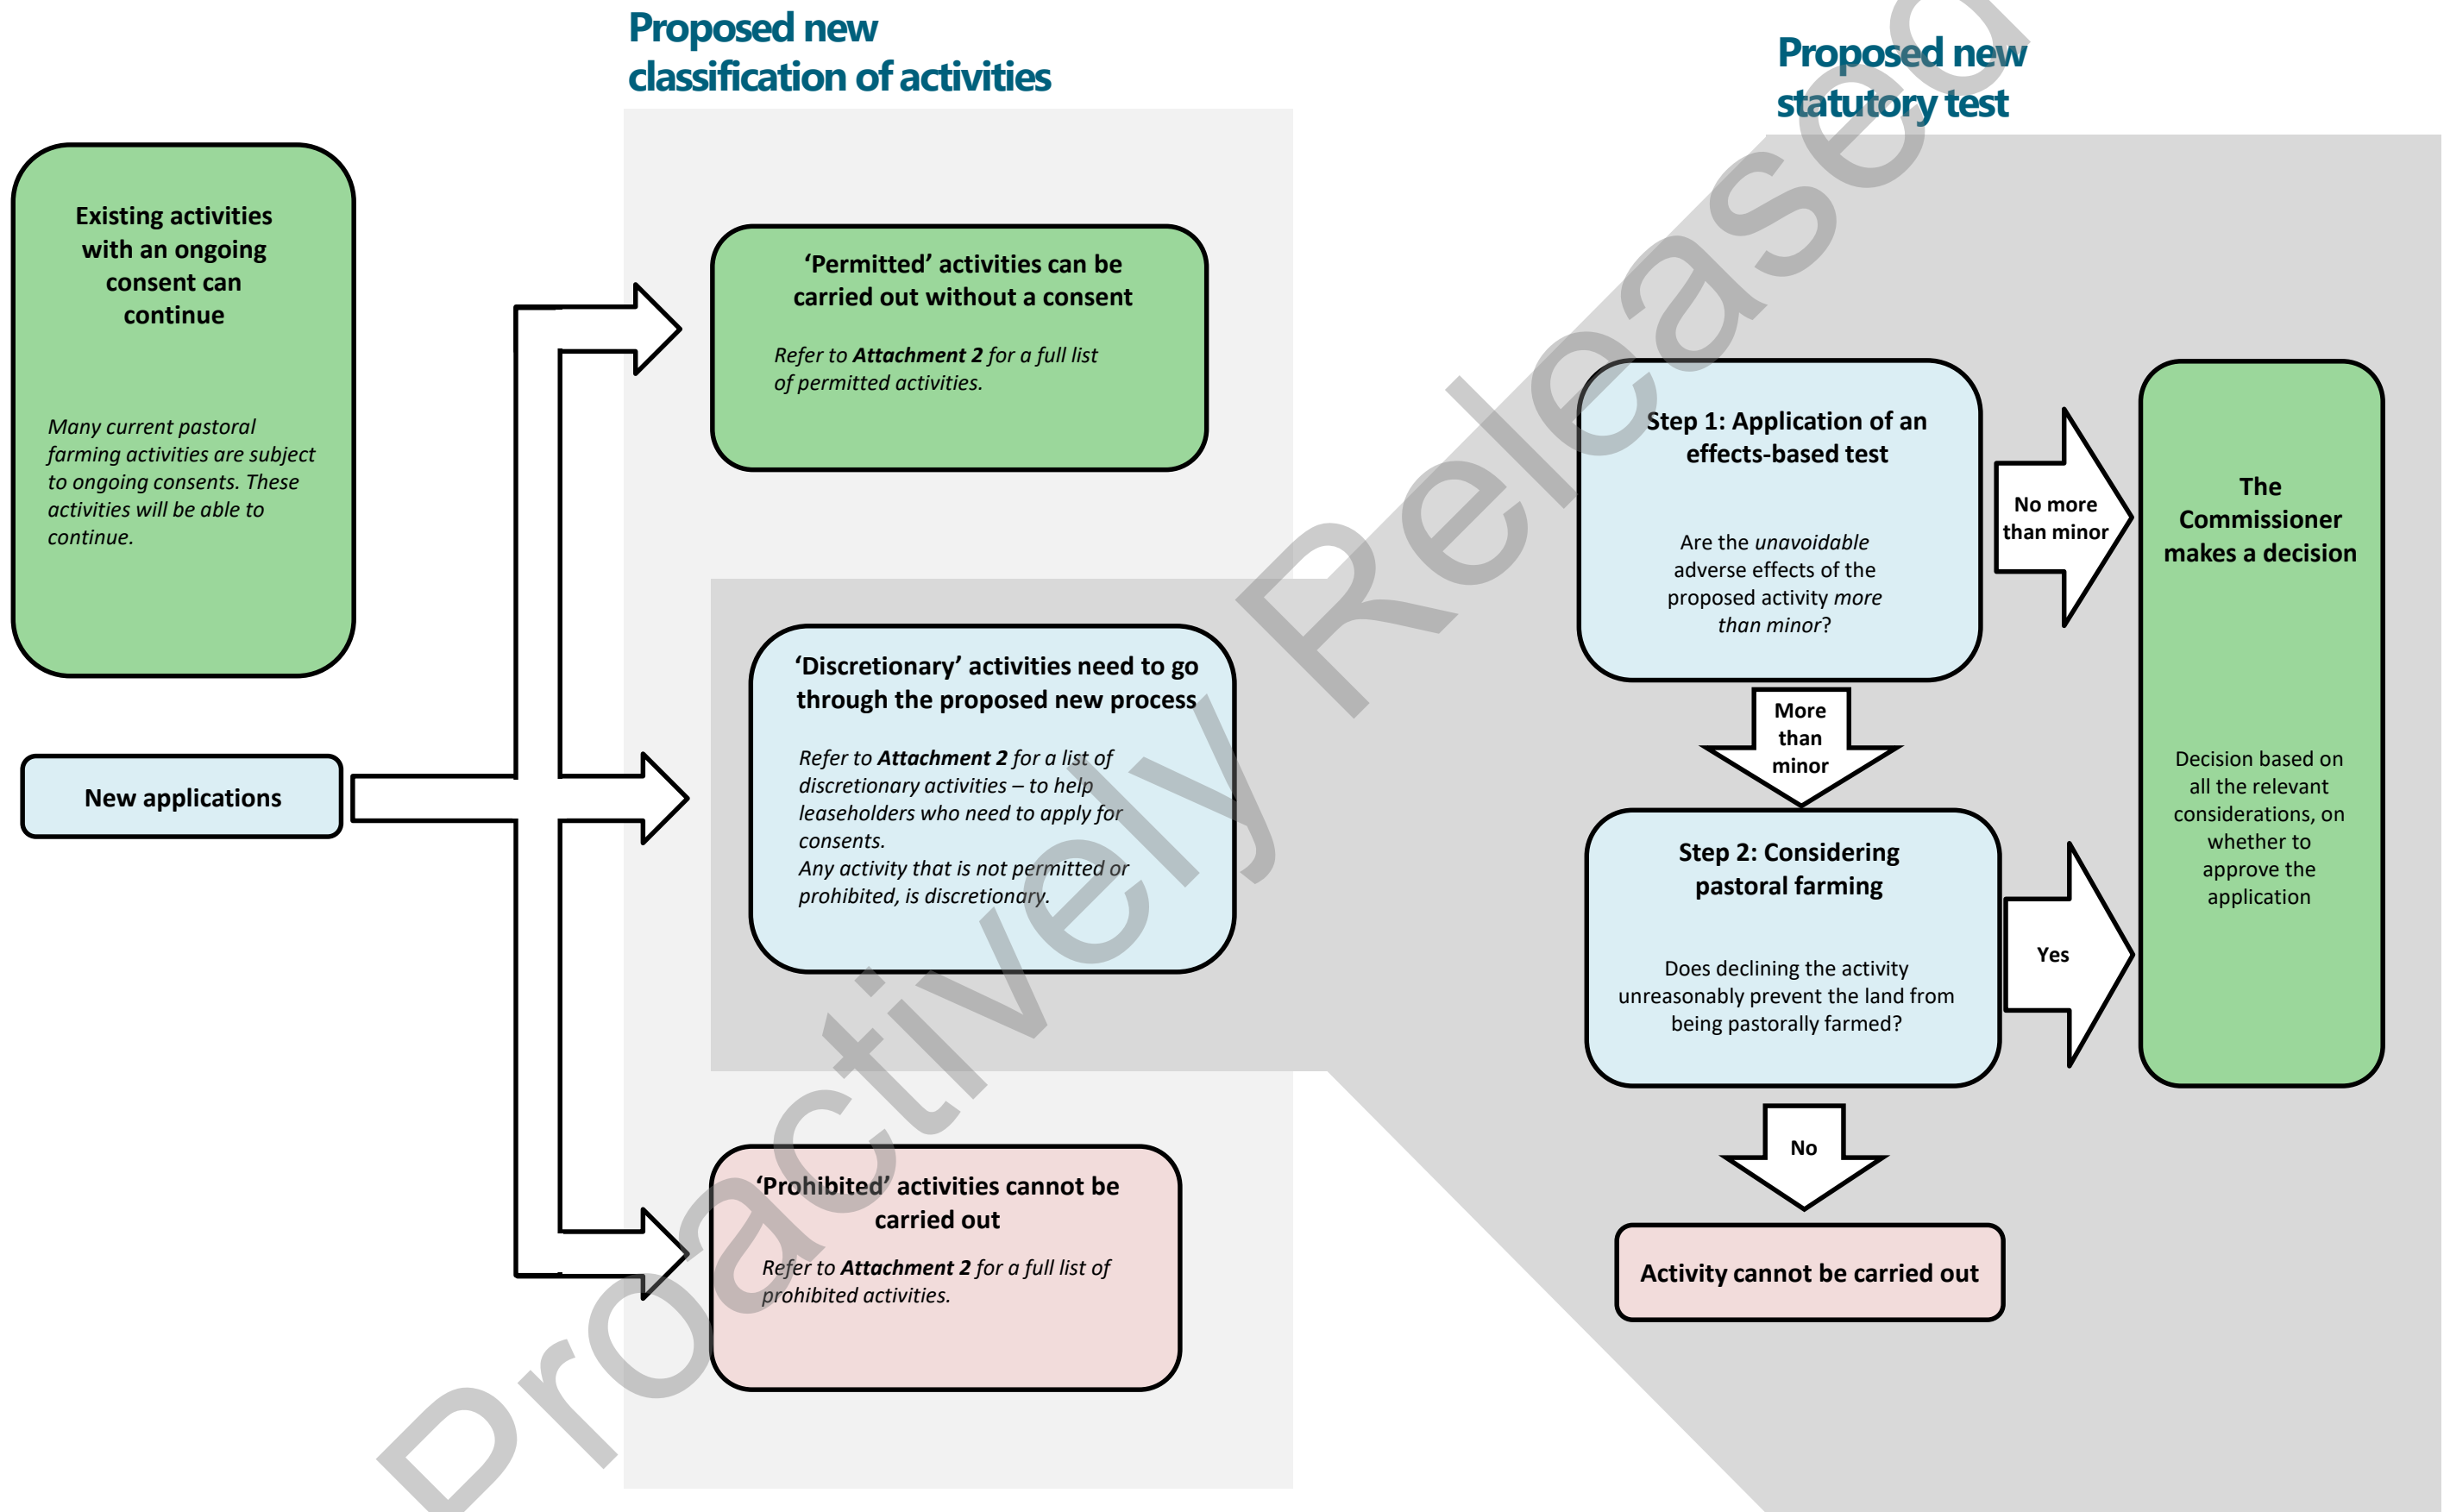 Proposed new
classification of activities
Proposed new
statutory test
Existing activities
with an ongoing
consent can
continue
Many current pastoral
farming activities are subject
to ongoing consents. These
activities will be able to
continue.
New applications
‘Permitted’ activities can be
carried out without a consent
Refer to Attachment 2 for a full list
of permitted activities.
‘Discretionary’ activities need to go
through the proposed new process
Refer to Attachment 2 for a list of
discretionary activities – to help
leaseholders who need to apply for
consents.
Any activity that is not permitted or
prohibited, is discretionary.
‘Prohibited’ activities cannot be
carried out
Refer to Attachment 2 for a full list of
prohibited activities.
Step 1: Application of an
effects-based test
Are the unavoidable
adverse effects of the
proposed activity more
than minor?
No more
than minor
More
than
minor
Step 2: Considering
pastoral farming
Does declining the activity
unreasonably prevent the land from
being pastorally farmed?
Yes
No
Activity cannot be carried out
The
Commissioner
makes a decision
Decision based on
all the relevant
considerations, on
whether to
approve the
application
Proactively Released